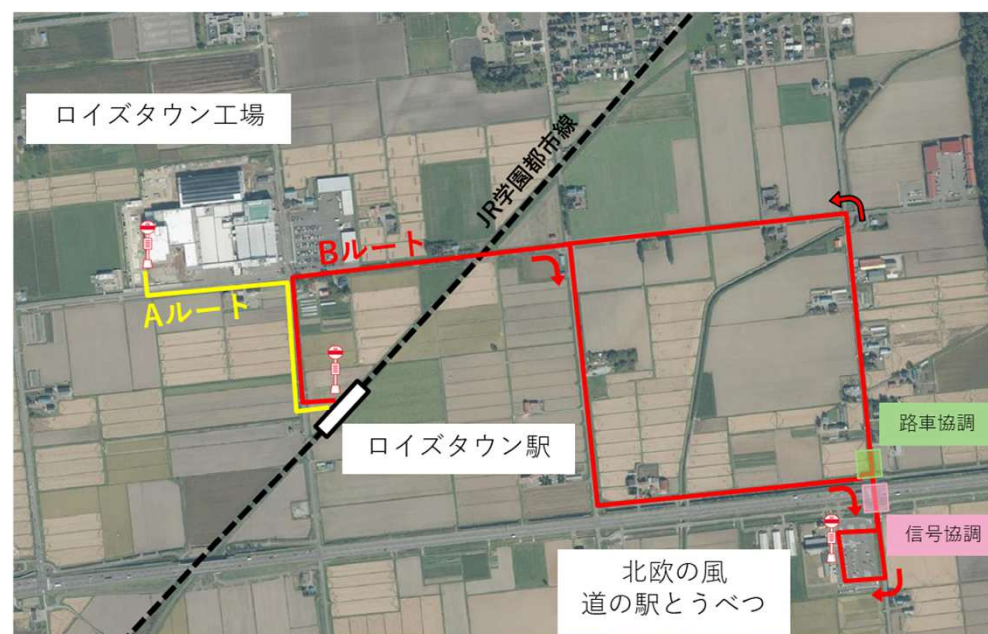 ロイズタウン工場
JR学園都市線
Bルート
Aルート
ロイズタウン駅
路車協調
信号協調
北欧の風
道の駅とうべつ